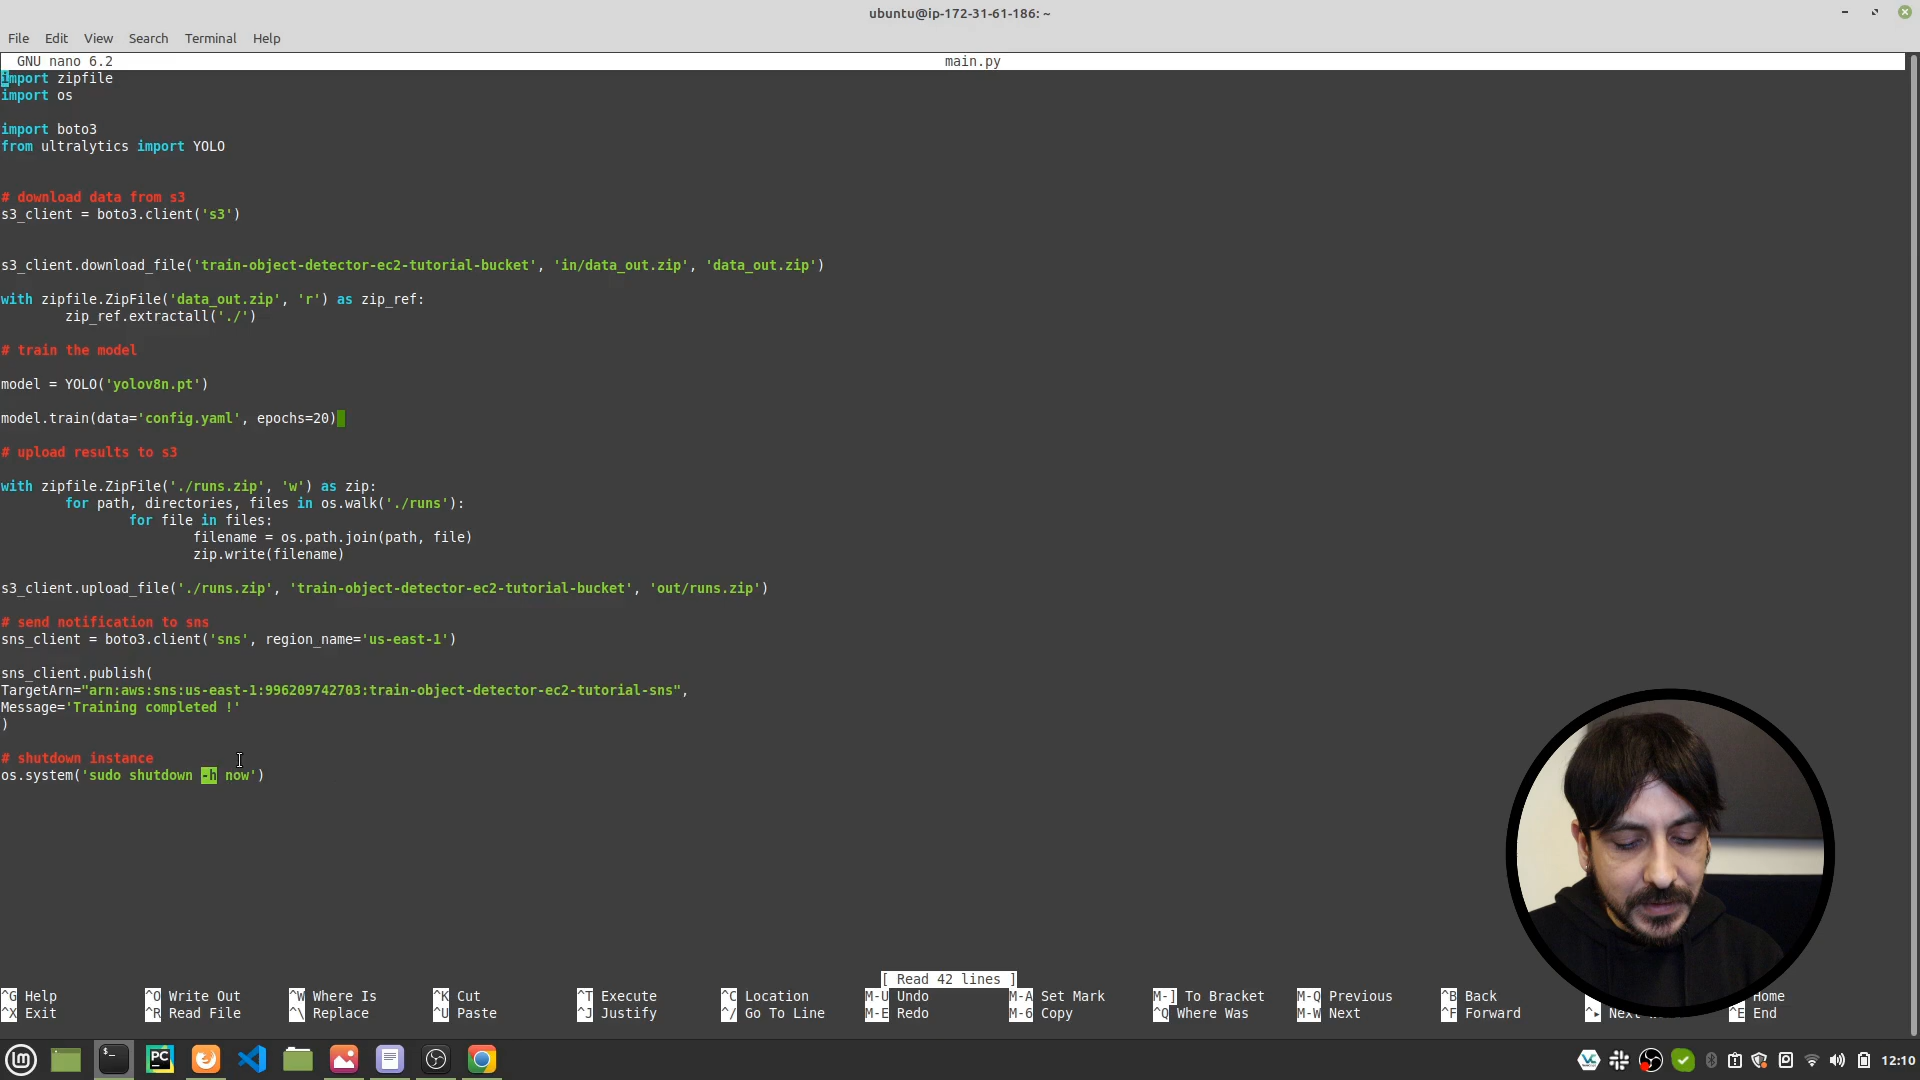 ubuntu@ip-172-31-61-186: ~
File Edit View Search Terminal Help
GNU nano 6.2 main.py
import zipfile
import os
import boto3
from ultralytics import YOLO
# download data from s3
s3_client = boto3.client('s3')
s3_client.download_file('train-object-detector-ec2-tutorial-bucket', 'in/data_out.zip', 'data_out.zip')
with zipfile.ZipFile('data_out.zip', 'r') as zip_ref:
        zip_ref.extractall('./')
# train the model
model = YOLO('yolov8n.pt')
model.train(data='config.yaml', epochs=20)
# upload results to s3
with zipfile.ZipFile('./runs.zip', 'w') as zip:
        for path, directories, files in os.walk('./runs'):
                for file in files:
                        filename = os.path.join(path, file)
                        zip.write(filename)
s3_client.upload_file('./runs.zip', 'train-object-detector-ec2-tutorial-bucket', 'out/runs.zip')
# send notification to sns
sns_client = boto3.client('sns', region_name='us-east-1')
sns_client.publish(
TargetArn="arn:aws:sns:us-east-1:996209742703:train-object-detector-ec2-tutorial-sns",
Message='Training completed !'
)
# shutdown instance
os.system('sudo shutdown -h now')
[ Read 42 lines ]
^G Help ^O Write Out ^W Where Is ^K Cut ^T Execute ^C Location M-U Undo M-A Set Mark M-] To Bracket M-Q Previous ^B Back Home
^X Exit ^R Read File ^\ Replace ^U Paste ^J Justify ^/ Go To Line M-E Redo M-6 Copy ^Q Where Was M-W Next ^F Forward ^▸ ^E End
12:10